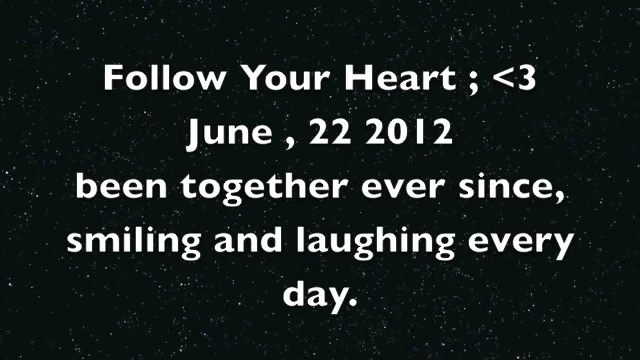 Follow Your Heart ; <3
June , 22 2012
been together ever since,
smiling and laughing every
day.